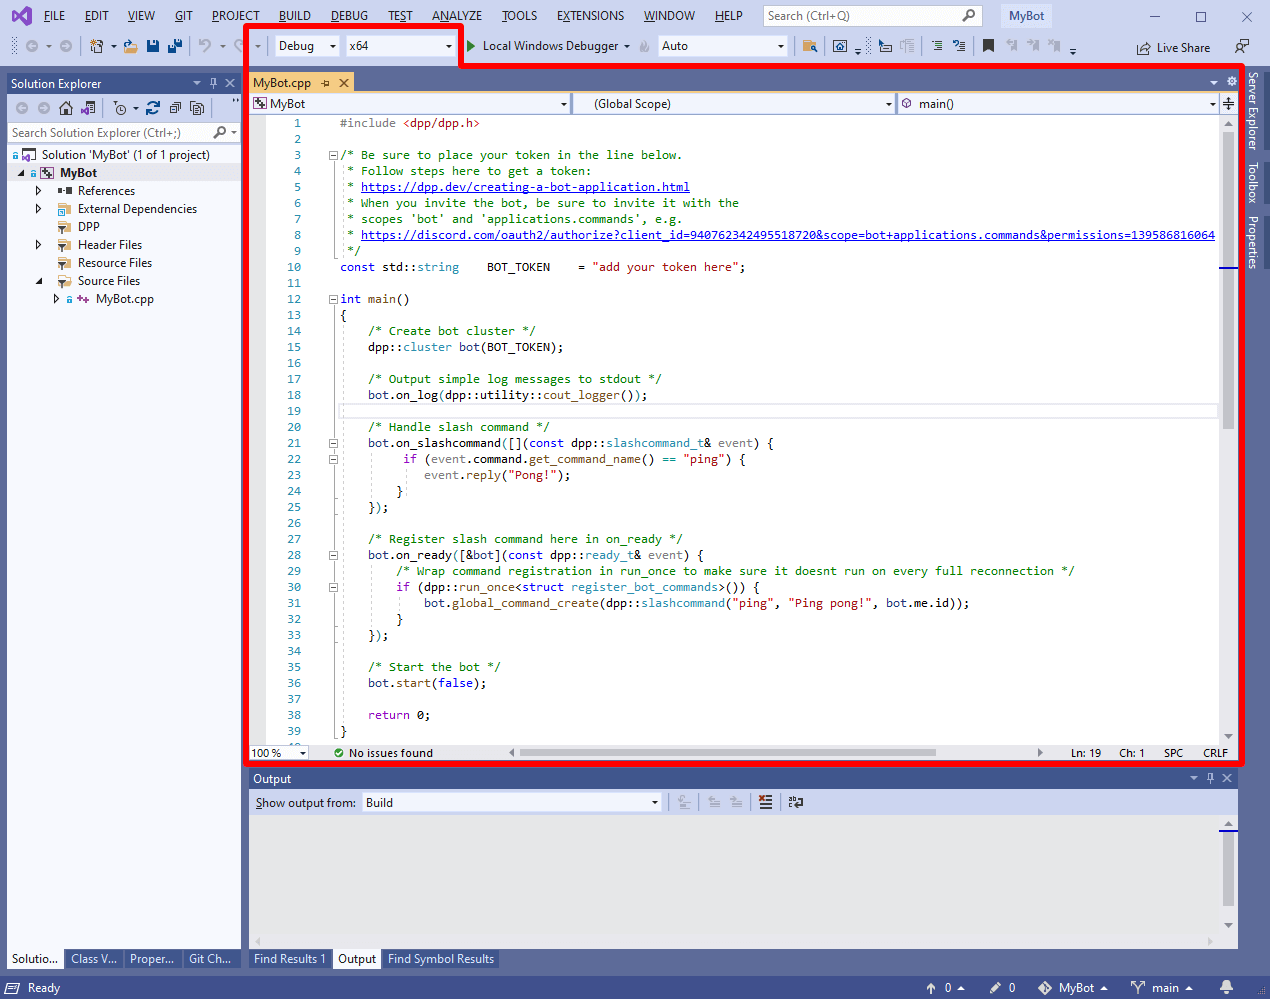 FILE EDIT VIEW GIT PROJECT BUILD DEBUG TEST ANALYZE TOOLS EXTENSIONS WINDOW HELP Search (Ctrl+Q) MyBot
Debug x64 Local Windows Debugger Auto Live Share
Solution Explorer
Search Solution Explorer (Ctrl+;)
Solution 'MyBot' (1 of 1 project)
MyBot
References
External Dependencies
DPP
Header Files
Resource Files
Source Files
MyBot.cpp
Solutio... Class V... Proper... Git Ch...
MyBot.cpp
MyBot (Global Scope) main()
1 #include <dpp/dpp.h>
2
3 /* Be sure to place your token in the line below.
4 * Follow steps here to get a token:
5 * https://dpp.dev/creating-a-bot-application.html
6 * When you invite the bot, be sure to invite it with the
7 * scopes 'bot' and 'applications.commands', e.g.
8 * https://discord.com/oauth2/authorize?client_id=940762342495518720&scope=bot+applications.commands&permissions=139586816064
9 */
10 const std::string    BOT_TOKEN    = "add your token here";
11
12 int main()
13 {
14     /* Create bot cluster */
15     dpp::cluster bot(BOT_TOKEN);
16
17     /* Output simple log messages to stdout */
18     bot.on_log(dpp::utility::cout_logger());
19
20     /* Handle slash command */
21     bot.on_slashcommand([](const dpp::slashcommand_t& event) {
22          if (event.command.get_command_name() == "ping") {
23             event.reply("Pong!");
24         }
25     });
26
27     /* Register slash command here in on_ready */
28     bot.on_ready([&bot](const dpp::ready_t& event) {
29         /* Wrap command registration in run_once to make sure it doesnt run on every full reconnection */
30         if (dpp::run_once<struct register_bot_commands>()) {
31             bot.global_command_create(dpp::slashcommand("ping", "Ping pong!", bot.me.id));
32         }
33     });
34
35     /* Start the bot */
36     bot.start(false);
37
38     return 0;
39 }
100 % No issues found Ln: 19 Ch: 1 SPC CRLF
Server Explorer
Toolbox
Properties
Output
Show output from: Build
Find Results 1 Output Find Symbol Results
Ready 0 0 MyBot main